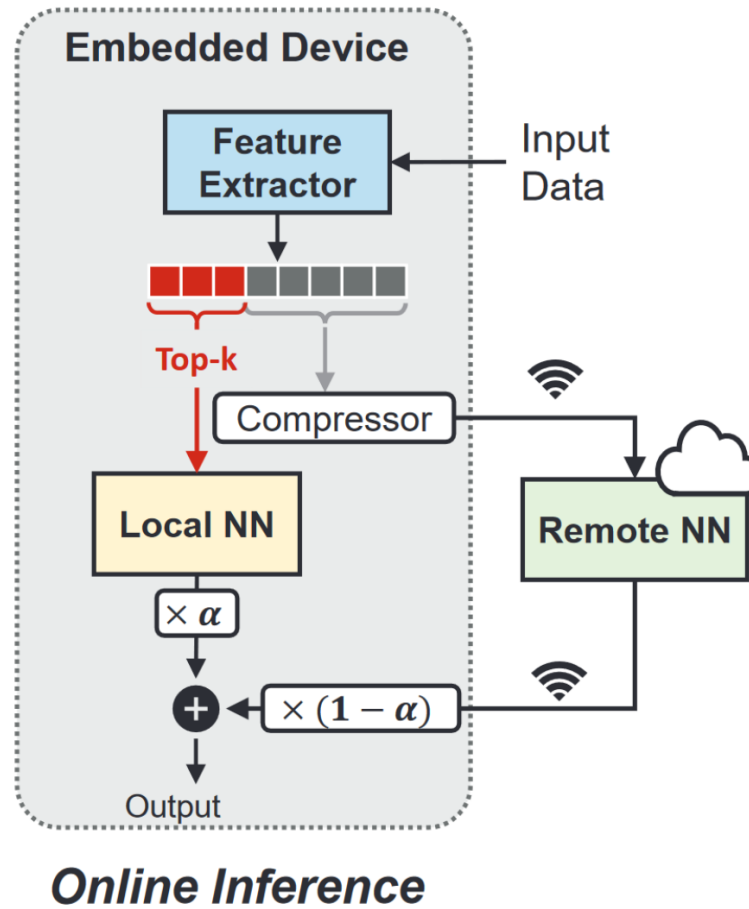 Embedded Device
Feature
Extractor
Input
Data
Top-k
Compressor
Local NN
Remote NN
× α
+
× (1 − α)
Output
Online Inference